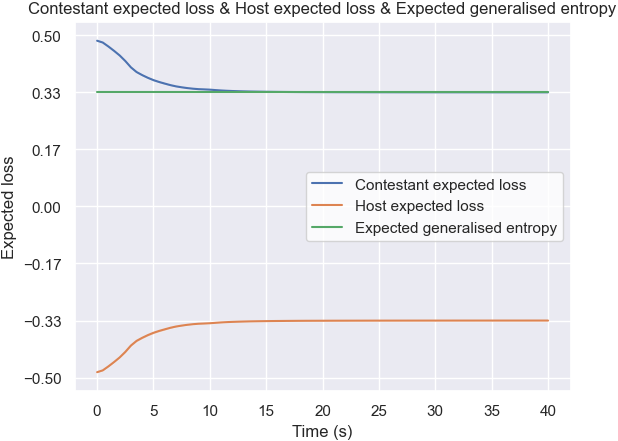 Contestant expected loss & Host expected loss & Expected generalised entropy
Expected loss
0.50
0.33
0.17
0.00
−0.17
−0.33
−0.50
Contestant expected loss
Host expected loss
Expected generalised entropy
0 5 10 15 20 25 30 35 40
Time (s)